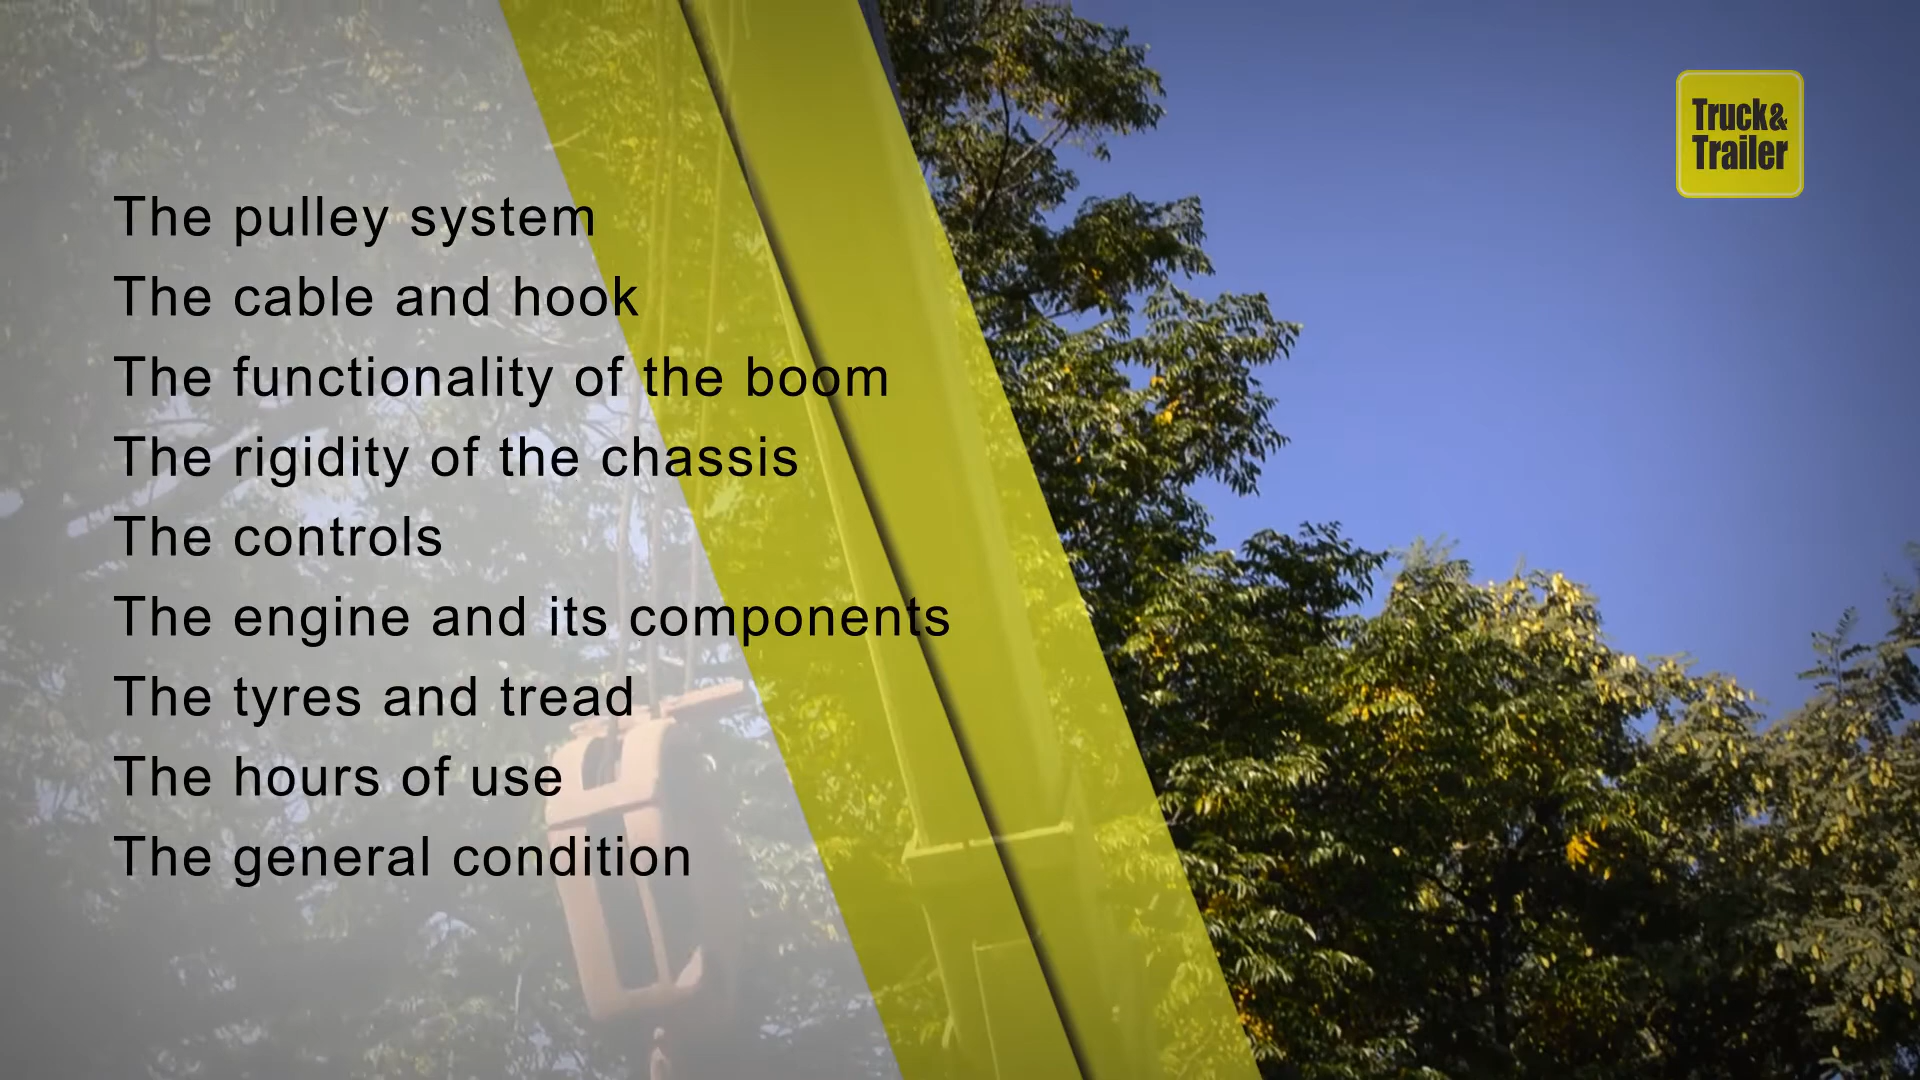 Truck&
Trailer
The pulley system
The cable and hook
The functionality of the boom
The rigidity of the chassis
The controls
The engine and its components
The tyres and tread
The hours of use
The general condition